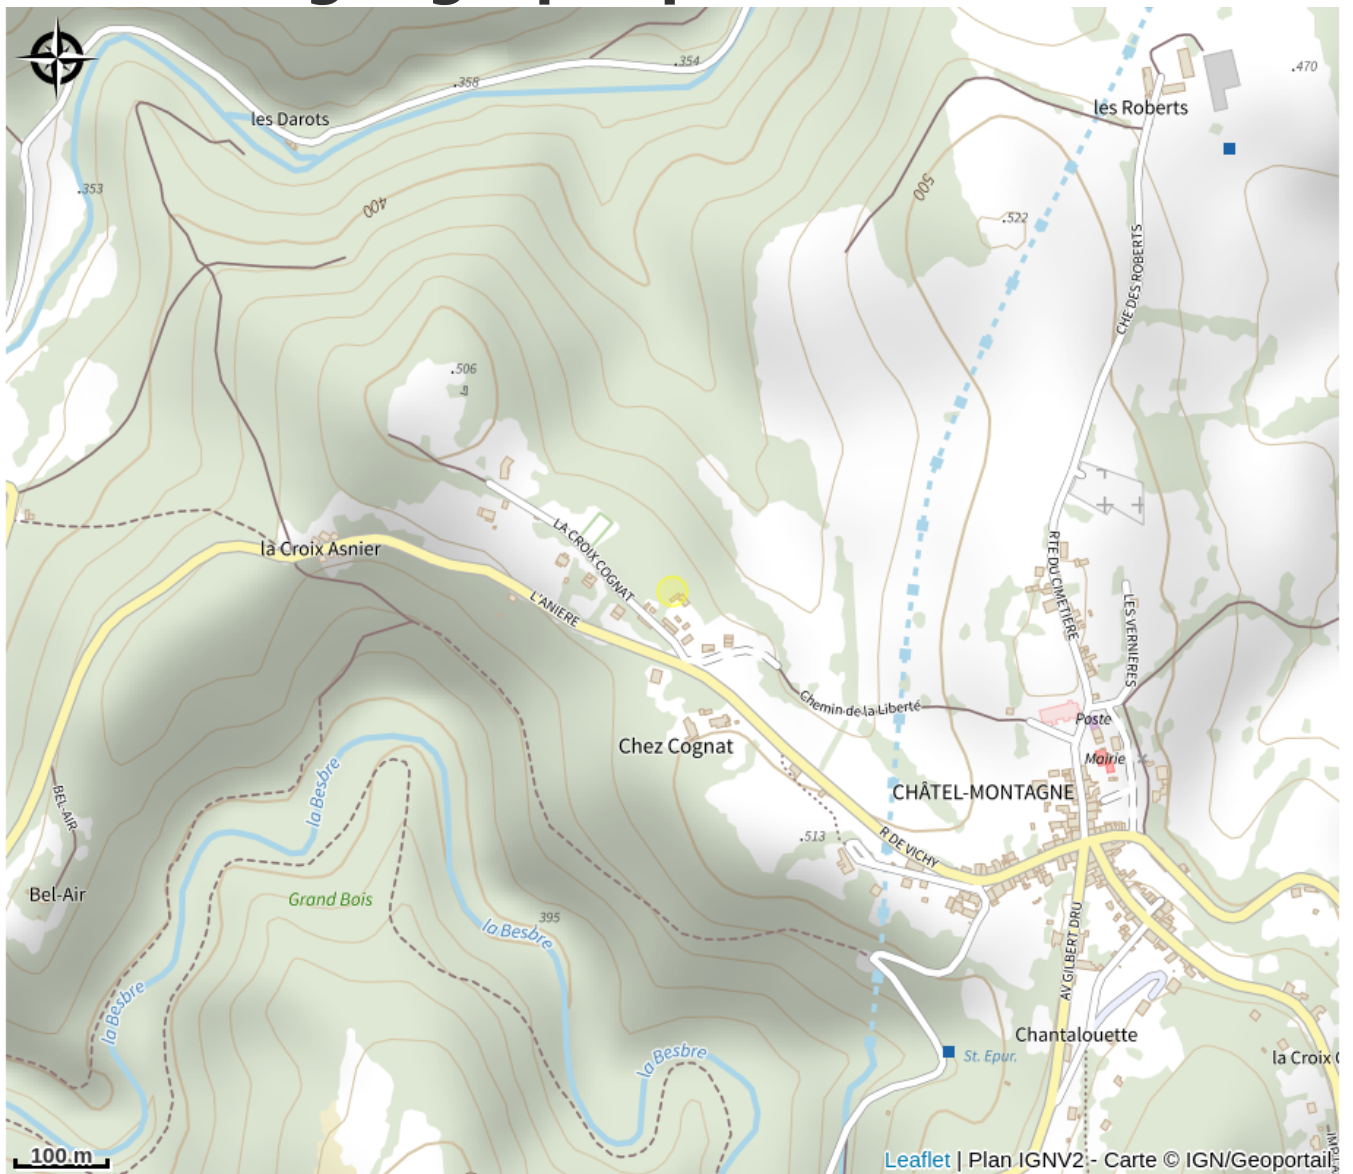 .354
.470
.358
les Roberts
les Darots
.353
400
500
.522
CHE DES ROBERTS
.506
LA CROIX COGNAT
RTE DU CIMETIERE
la Croix Asnier
L'ANIERE
LES VERNIERES
Chemin de la Liberté
Poste
Chez Cognat
Mairie
la Besbre
CHÂTEL-MONTAGNE
BEL-AIR
.513
R DE VICHY
Bel-Air
Grand Bois
395
la Besbre
AV GILBERT DRU
la Besbre
Chantalouette
la Besbre
St. Epur.
la Croix
100 m
Leaflet | Plan IGNV2 - Carte © IGN/Geoportail